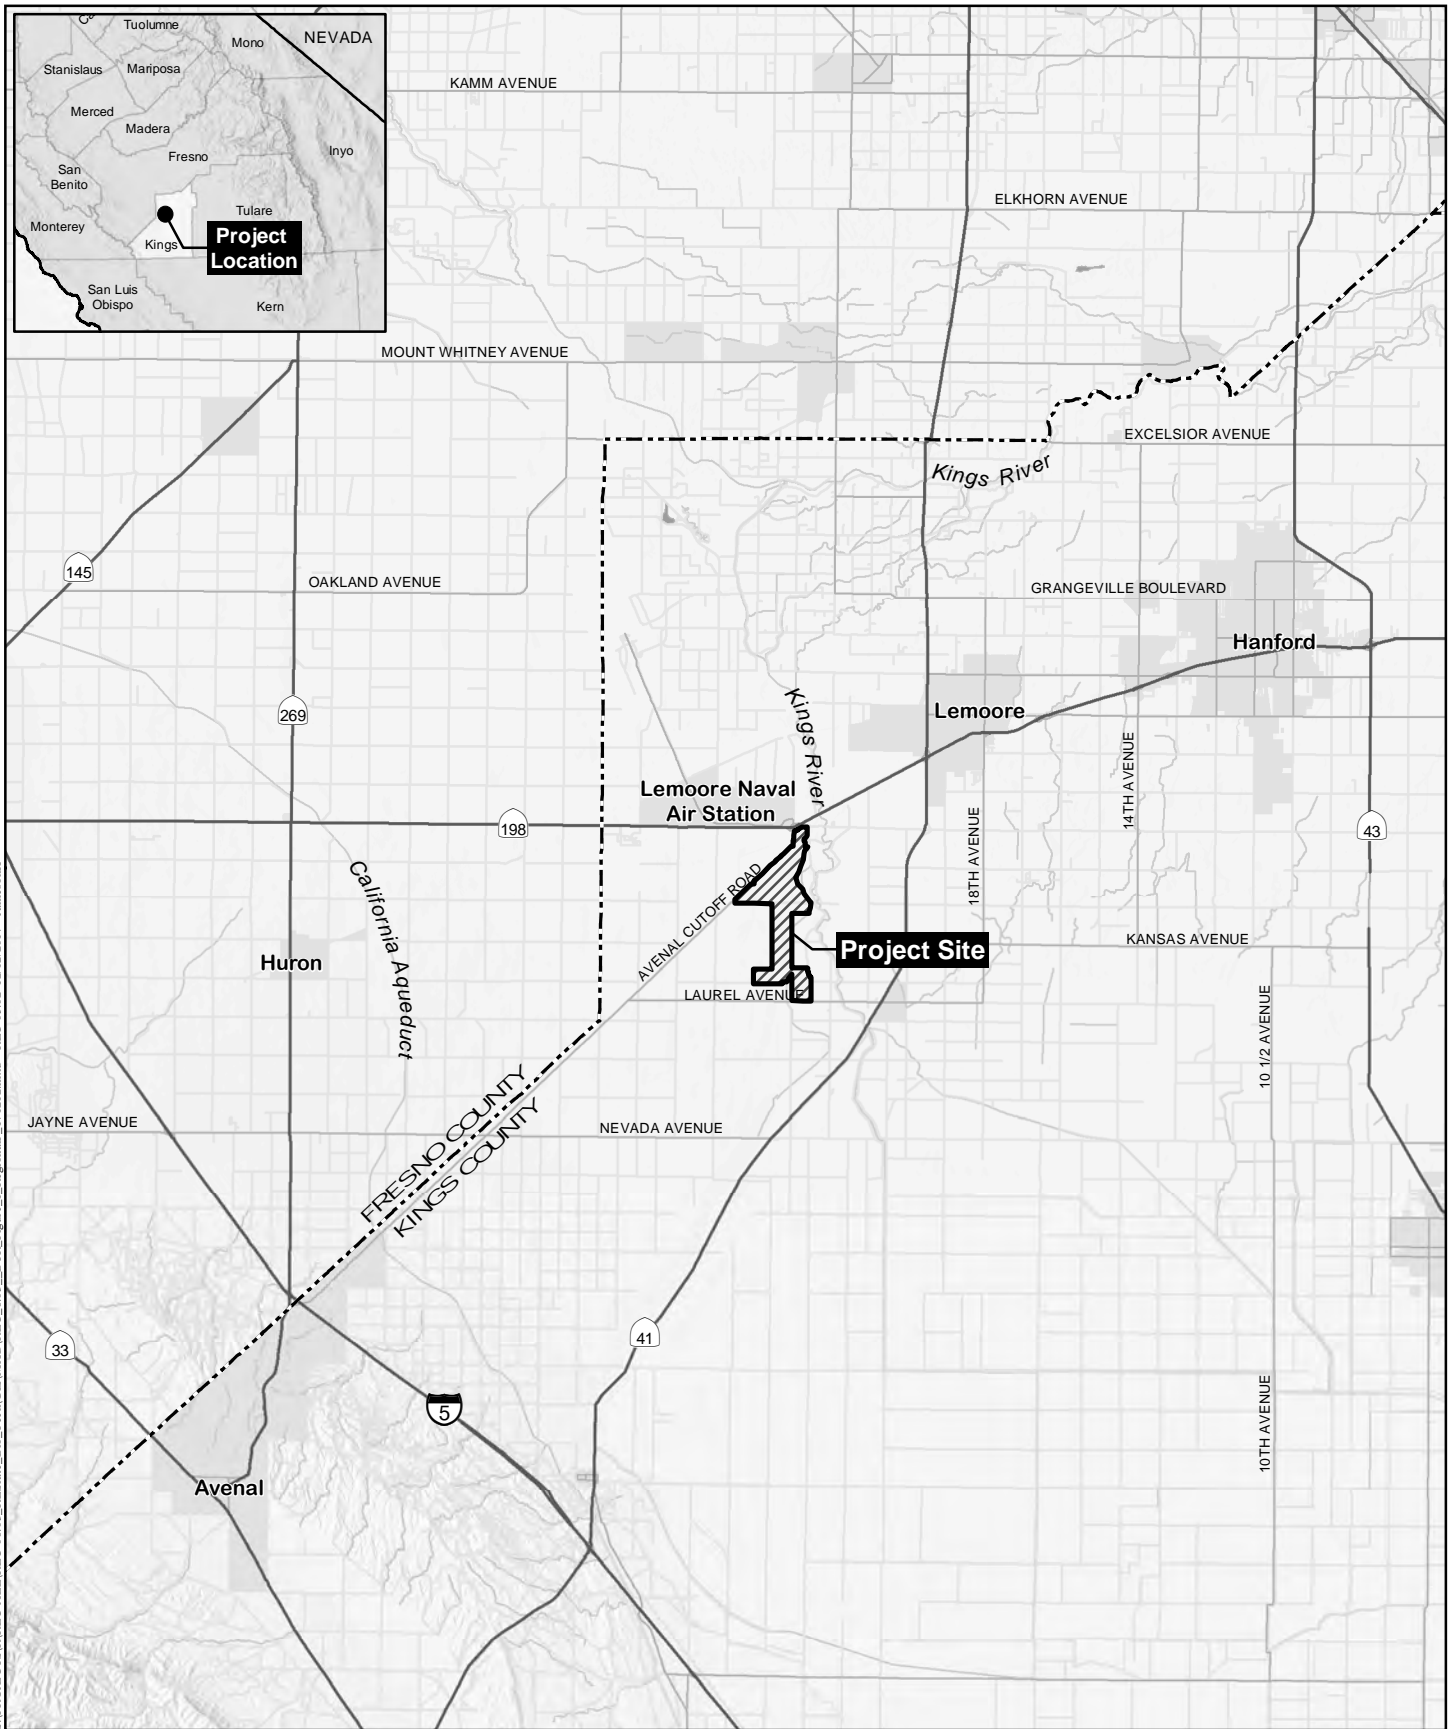 Tuolumne
Mono
NEVADA
Stanislaus
Mariposa
Merced
Madera
Inyo
Fresno
San
Benito
Tulare
Monterey
Kings
Project
Location
San Luis
Obispo
Kern
KAMM AVENUE
ELKHORN AVENUE
MOUNT WHITNEY AVENUE
EXCELSIOR AVENUE
Kings River
145
OAKLAND AVENUE
GRANGEVILLE BOULEVARD
Hanford
269
Kings River
Lemoore
14TH AVENUE
Lemoore Naval
Air Station
198
18TH AVENUE
43
California Aqueduct
AVENAL CUTOFF ROAD
Huron
Project Site
KANSAS AVENUE
LAUREL AVENUE
10 1/2 AVENUE
JAYNE AVENUE
FRESNO COUNTY
KINGS COUNTY
NEVADA AVENUE
33
41
5
10TH AVENUE
Avenal